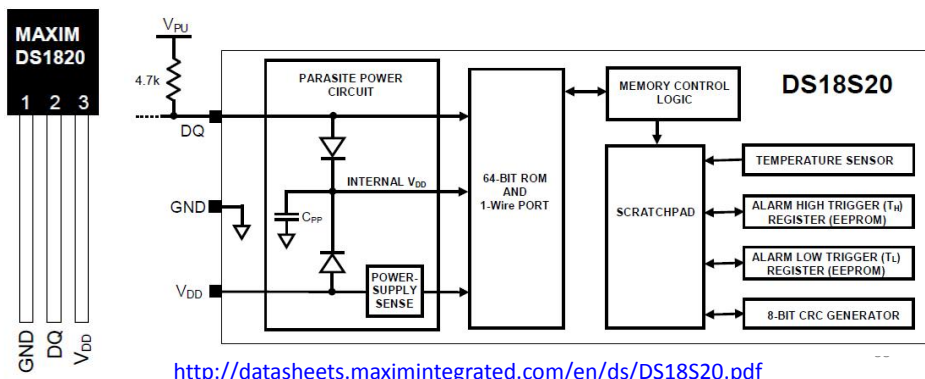 MAXIM
DS1820
1 2 3
GND
DQ
VDD
VPU
4.7k
DQ
GND
VDD
PARASITE POWER
CIRCUIT
INTERNAL VDD
CPP
POWER-
SUPPLY
SENSE
64-BIT ROM
AND
1-Wire PORT
MEMORY CONTROL
LOGIC
SCRATCHPAD
DS18S20
TEMPERATURE SENSOR
ALARM HIGH TRIGGER (TH)
REGISTER (EEPROM)
ALARM LOW TRIGGER (TL)
REGISTER (EEPROM)
8-BIT CRC GENERATOR
http://datasheets.maximintegrated.com/en/ds/DS18S20.pdf